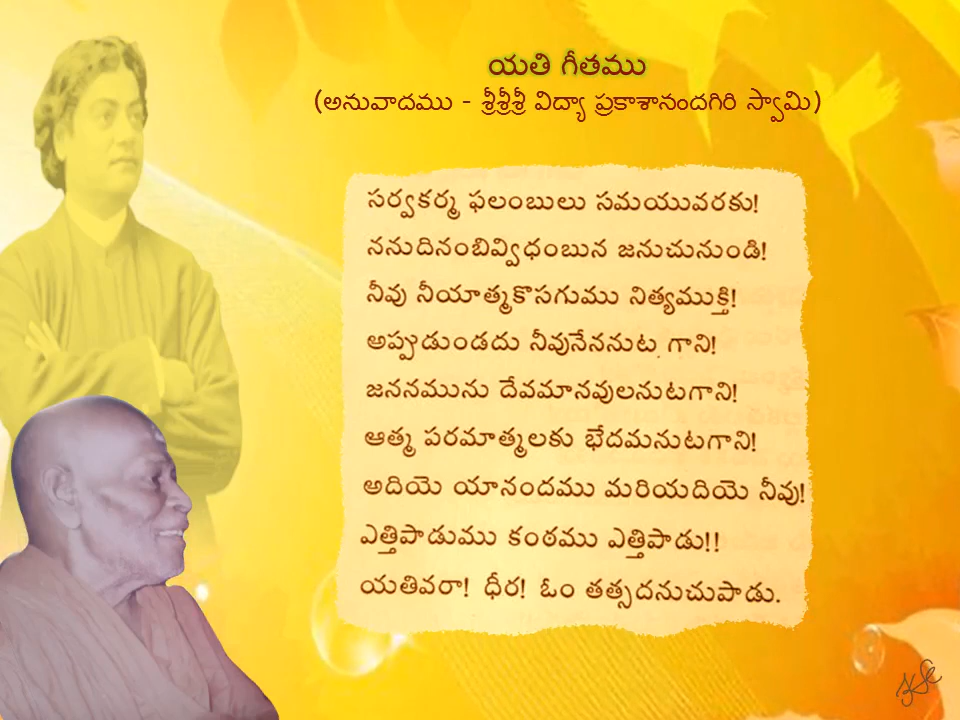 యతి గీతము
(అనువాదము - శ్రీశ్రీశ్రీ విద్యా ప్రకాశానందగిరి స్వామి)
సర్వకర్మ ఫలంబులు సమయువరకు!
ననుదినంబివ్విధంబున జనుచునుండి!
నీవు నీయాత్మకొసగుము నిత్యముక్తి!
అప్పుడుండదు నీవునేననుట గాని!
జననమును దేవమానవులనుటగాని!
ఆత్మ పరమాత్మలకు భేదమనుటగాని!
అదియె యానందము మరియదియె నీవు!
ఎత్తిపాడుము కంఠము ఎత్తిపాడు!!
యతివరా! ధీర! ఓం తత్సదనుచుపాడు.